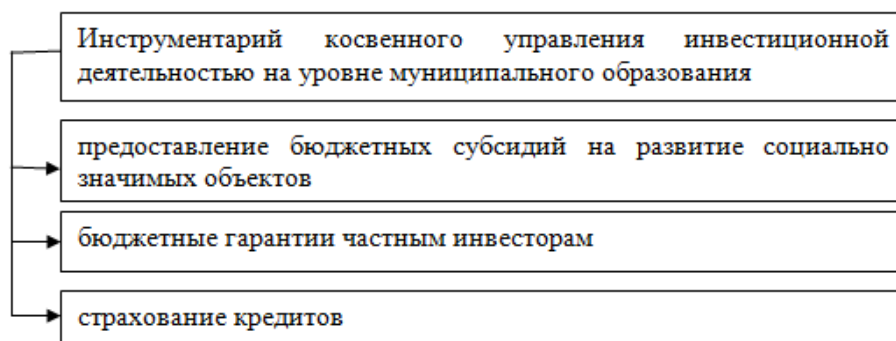 Инструментарий косвенного управления инвестиционной
деятельностью на уровне муниципального образования
предоставление бюджетных субсидий на развитие социально
значимых объектов
бюджетные гарантии частным инвесторам
страхование кредитов